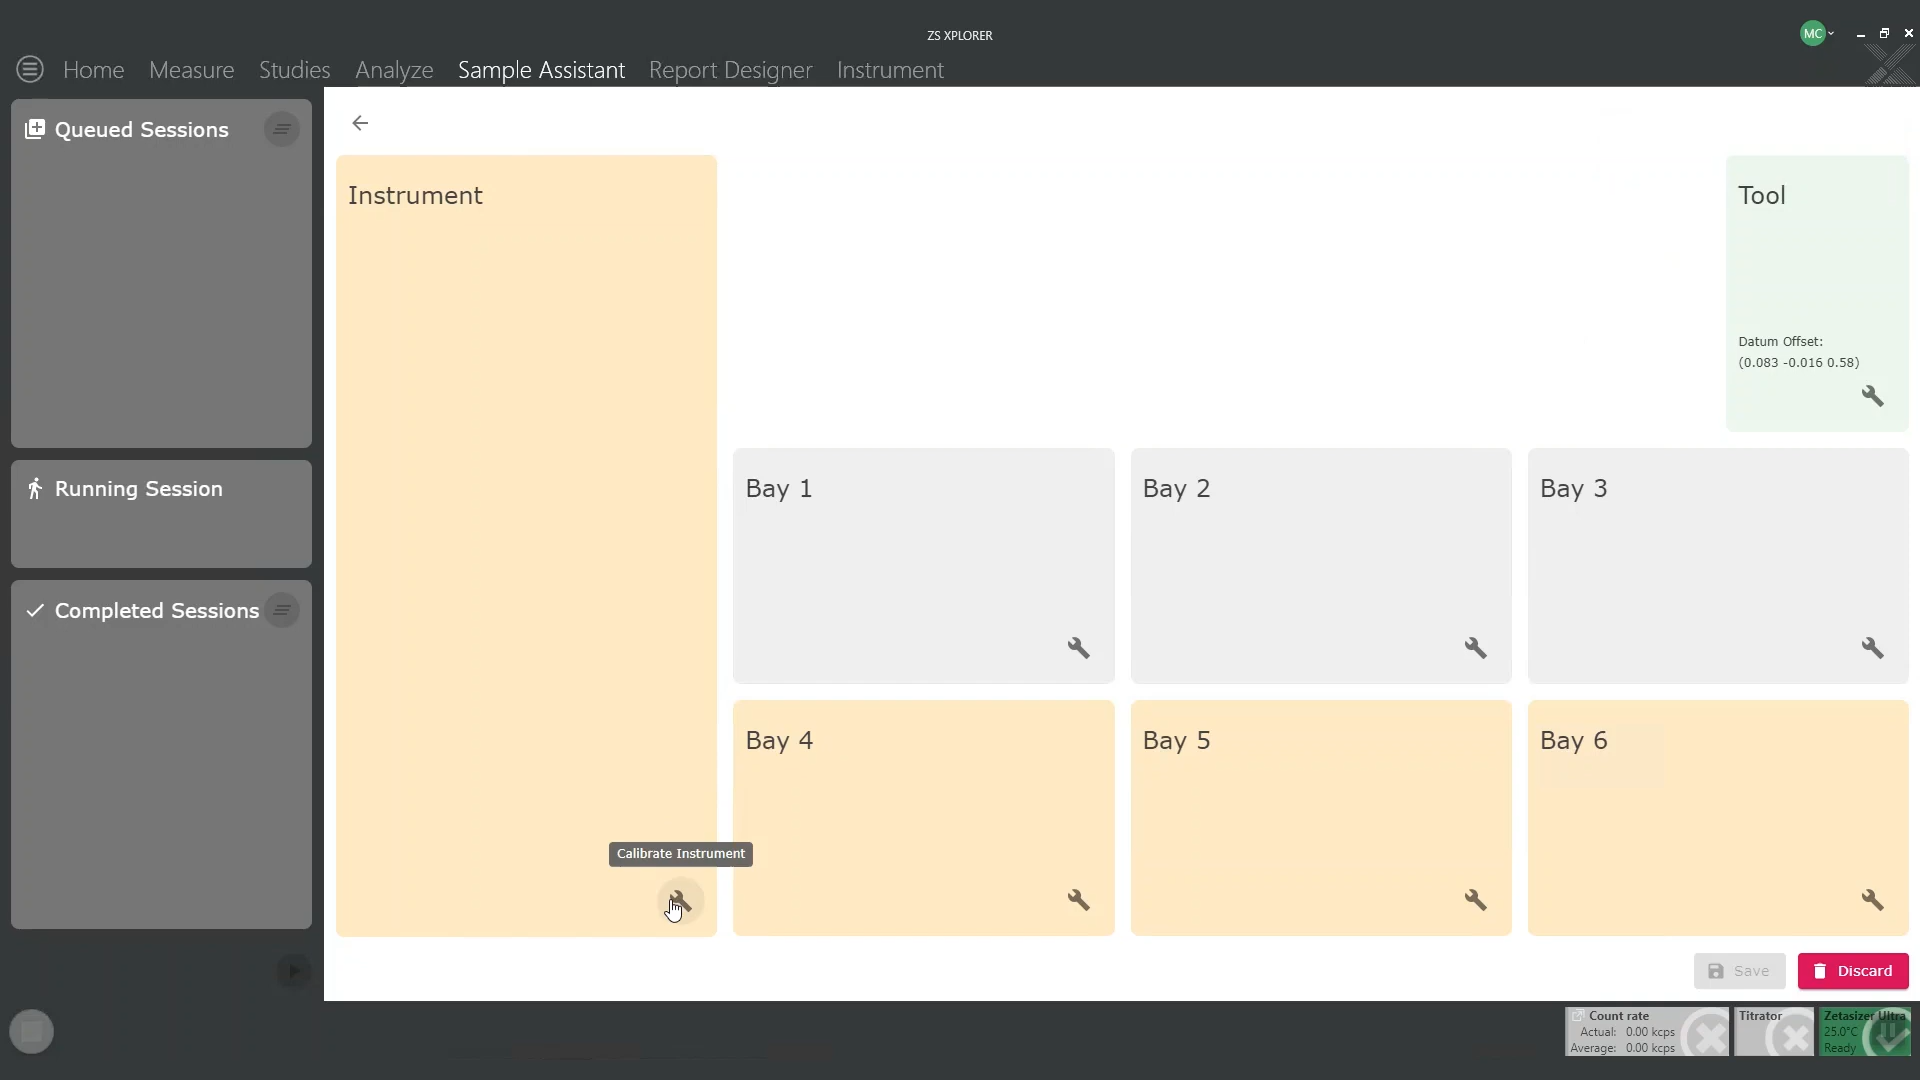 ZS XPLORER
MC
Home Measure Studies Analyze Sample Assistant Report Designer Instrument
Queued Sessions
Running Session
Completed Sessions
Instrument
Calibrate Instrument
Tool
Datum Offset:
(0.083 -0.016 0.58)
Bay 1
Bay 2
Bay 3
Bay 4
Bay 5
Bay 6
Save
Discard
Count rate
Actual: 0.00 kcps
Average: 0.00 kcps
Titrator
Zetasizer Ultra
25.0°C
Ready